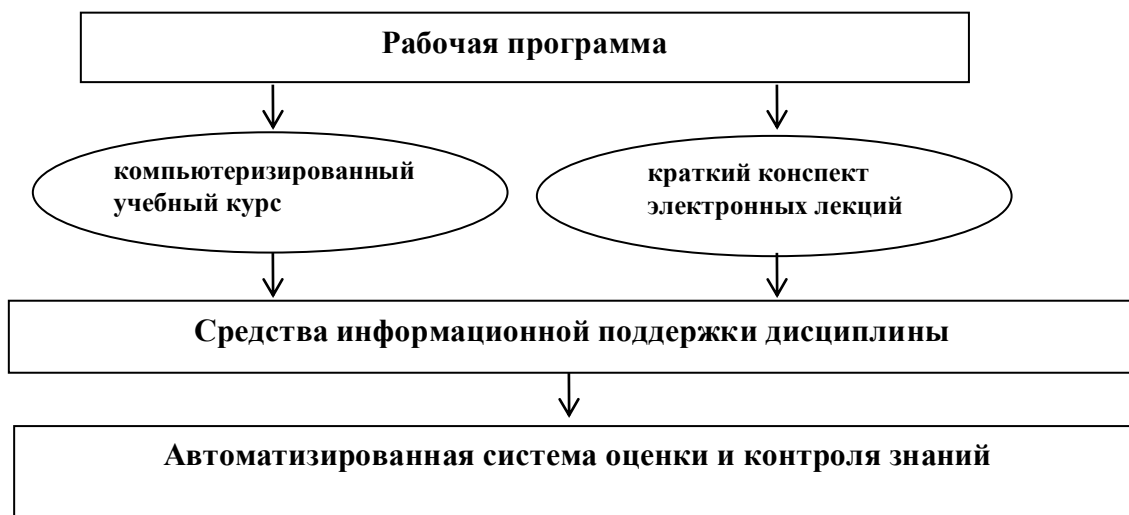 Рабочая программа
компьютеризированный
учебный курс
краткий конспект
электронных лекций
Средства информационной поддержки дисциплины
Автоматизированная система оценки и контроля знаний